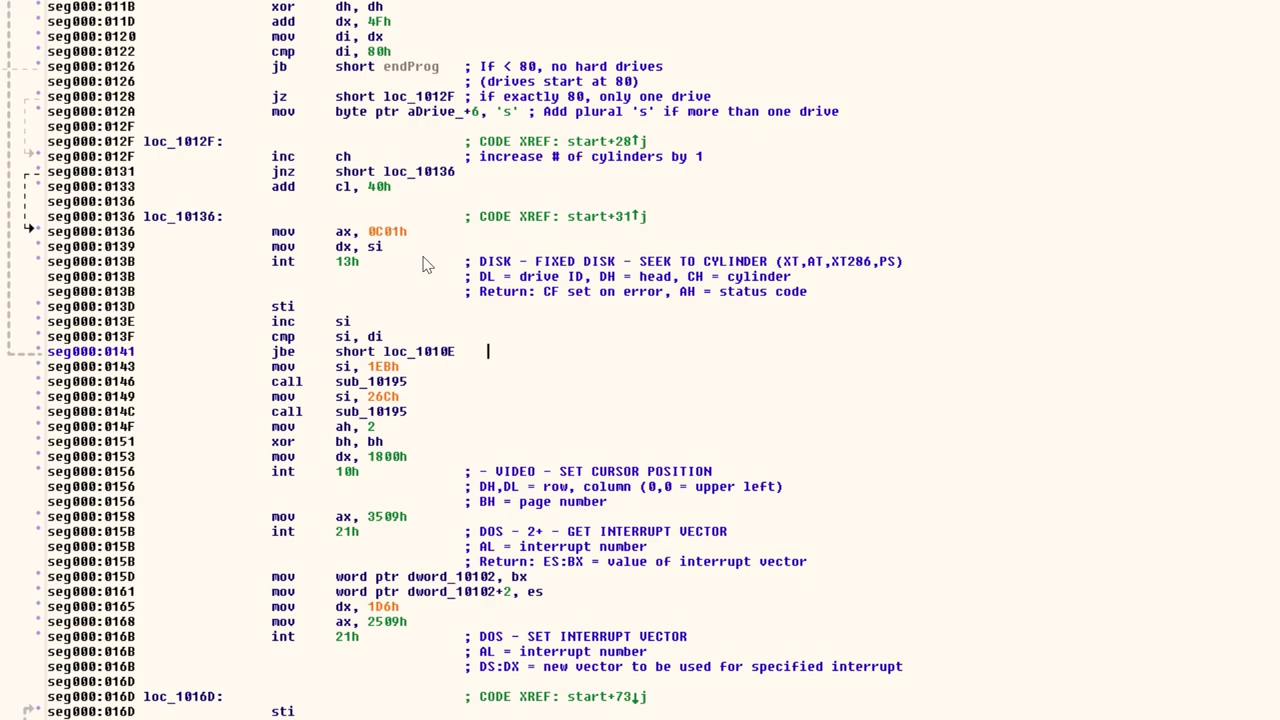 seg000:011B xor dh, dh
seg000:011D add dx, 4Fh
seg000:0120 mov di, dx
seg000:0122 cmp di, 80h
seg000:0126 jb short endProg ; If < 80, no hard drives
seg000:0126 ; (drives start at 80)
seg000:0128 jz short loc_1012F ; if exactly 80, only one drive
seg000:012A mov byte ptr aDrive_+6, 's' ; Add plural 's' if more than one drive
seg000:012F
seg000:012F loc_1012F: ; CODE XREF: start+28↑j
seg000:012F inc ch ; increase # of cylinders by 1
seg000:0131 jnz short loc_10136
seg000:0133 add cl, 40h
seg000:0136
seg000:0136 loc_10136: ; CODE XREF: start+31↑j
seg000:0136 mov ax, 0C01h
seg000:0139 mov dx, si
seg000:013B int 13h ; DISK - FIXED DISK - SEEK TO CYLINDER (XT,AT,XT286,PS)
seg000:013B ; DL = drive ID, DH = head, CH = cylinder
seg000:013B ; Return: CF set on error, AH = status code
seg000:013D sti
seg000:013E inc si
seg000:013F cmp si, di
seg000:0141 jbe short loc_1010E
seg000:0143 mov si, 1EBh
seg000:0146 call sub_10195
seg000:0149 mov si, 26Ch
seg000:014C call sub_10195
seg000:014F mov ah, 2
seg000:0151 xor bh, bh
seg000:0153 mov dx, 1800h
seg000:0156 int 10h ; - VIDEO - SET CURSOR POSITION
seg000:0156 ; DH,DL = row, column (0,0 = upper left)
seg000:0156 ; BH = page number
seg000:0158 mov ax, 3509h
seg000:015B int 21h ; DOS - 2+ - GET INTERRUPT VECTOR
seg000:015B ; AL = interrupt number
seg000:015B ; Return: ES:BX = value of interrupt vector
seg000:015D mov word ptr dword_10102, bx
seg000:0161 mov word ptr dword_10102+2, es
seg000:0165 mov dx, 1D6h
seg000:0168 mov ax, 2509h
seg000:016B int 21h ; DOS - SET INTERRUPT VECTOR
seg000:016B ; AL = interrupt number
seg000:016B ; DS:DX = new vector to be used for specified interrupt
seg000:016D
seg000:016D loc_1016D: ; CODE XREF: start+73↓j
seg000:016D sti